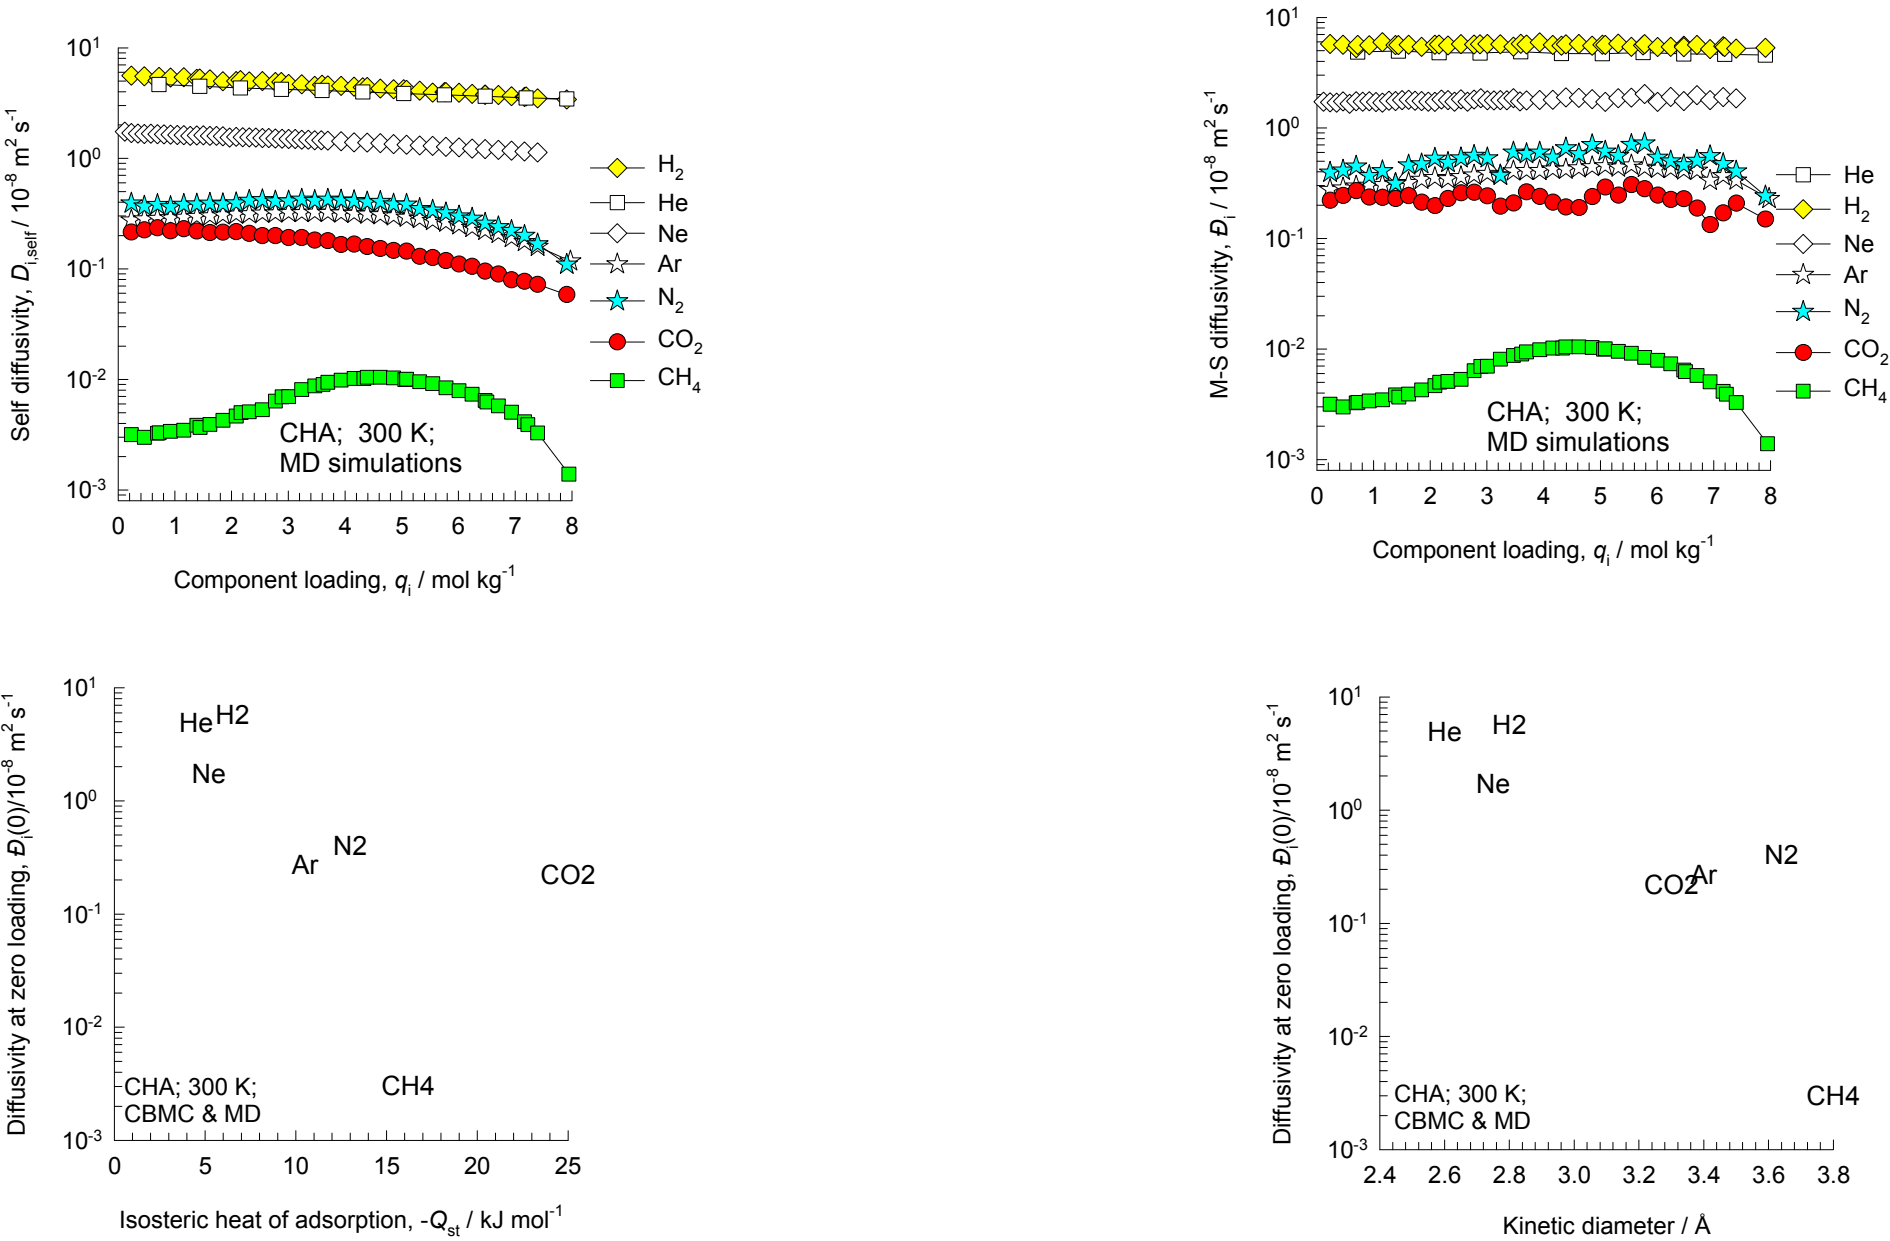 Self diffusivity, D_i,self / 10^-8 m^2 s^-1
10^1
10^0
10^-1
10^-2
10^-3
0 1 2 3 4 5 6 7 8
Component loading, q_i / mol kg^-1
CHA; 300 K;
MD simulations
H_2
He
Ne
Ar
N_2
CO_2
CH_4
M-S diffusivity, Đ_i / 10^-8 m^2 s^-1
10^1
10^0
10^-1
10^-2
10^-3
0 1 2 3 4 5 6 7 8
Component loading, q_i / mol kg^-1
CHA; 300 K;
MD simulations
He
H_2
Ne
Ar
N_2
CO_2
CH_4
Diffusivity at zero loading, Đ_i(0)/10^-8 m^2 s^-1
10^1
10^0
10^-1
10^-2
10^-3
He H2
Ne
N2
Ar
CO2
CH4
CHA; 300 K;
CBMC & MD
0 5 10 15 20 25
Isosteric heat of adsorption, -Q_st / kJ mol^-1
Diffusivity at zero loading, Đ_i(0)/10^-8 m^2 s^-1
10^1
10^0
10^-1
10^-2
10^-3
H2
He
Ne
N2
CO2 Ar
CH4
CHA; 300 K;
CBMC & MD
2.4 2.6 2.8 3.0 3.2 3.4 3.6 3.8
Kinetic diameter / Å